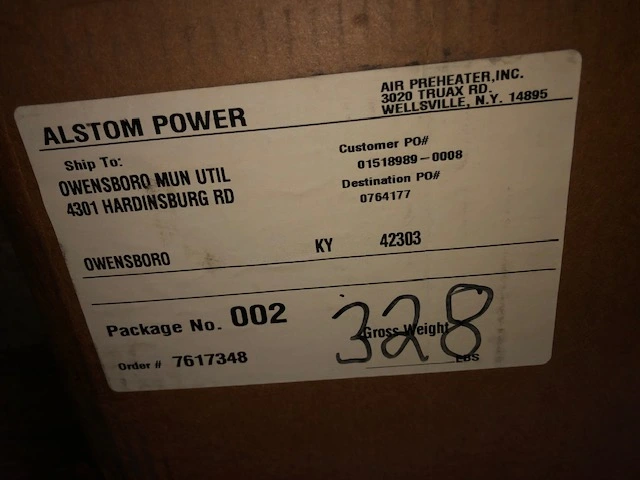 ALSTOM POWER
AIR PREHEATER, INC.
3020 TRUAX RD.
WELLSVILLE, N.Y. 14895
Ship To:
OWENSBORO MUN UTIL
4301 HARDINSBURG RD
Customer PO#
01518989-0008
Destination PO#
0764177
OWENSBORO KY 42303
Package No. 002
Order # 7617348
Gross Weight
328
LBS